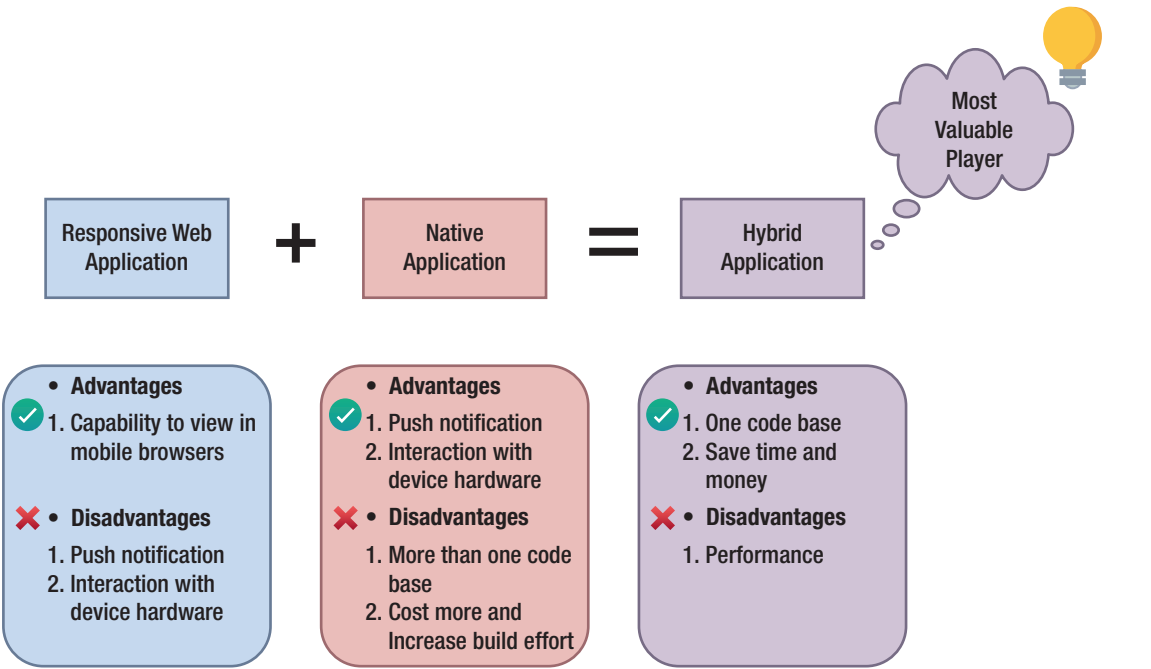 Most
Valuable
Player
Responsive Web
Application
+
Native
Application
=
Hybrid
Application
• Advantages
1. Capability to view in
mobile browsers
• Disadvantages
1. Push notification
2. Interaction with
device hardware
• Advantages
1. Push notification
2. Interaction with
device hardware
• Disadvantages
1. More than one code
base
2. Cost more and
Increase build effort
• Advantages
1. One code base
2. Save time and
money
• Disadvantages
1. Performance